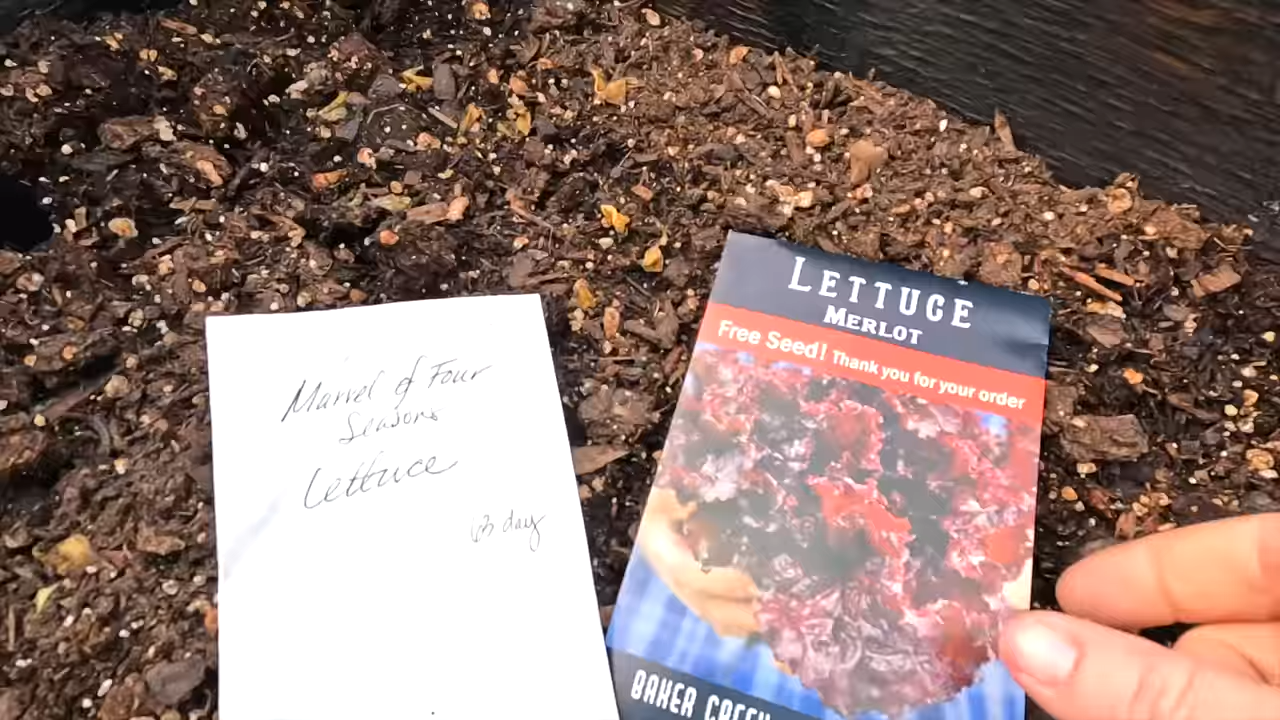 Marvel of Four
Seasons
Lettuce
63 day
LETTUCE
MERLOT
Free Seed! Thank you for your order
BAKER CREEK